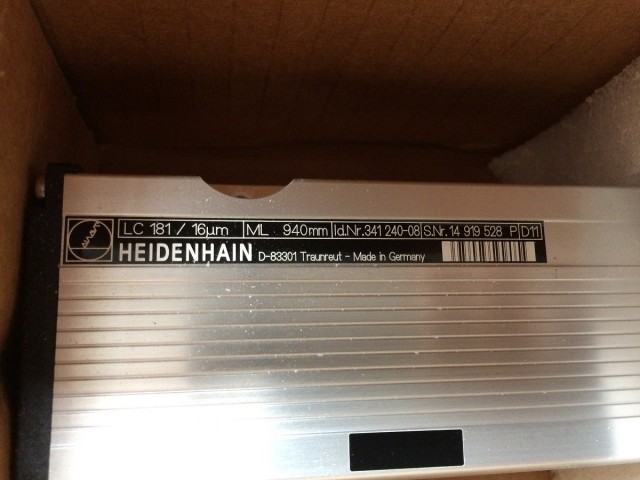 LC 181 / 16µm ML 940mm Id.Nr.341 240-08 S.Nr. 14 919 528 P D11
HEIDENHAIN D-83301 Traunreut - Made in Germany